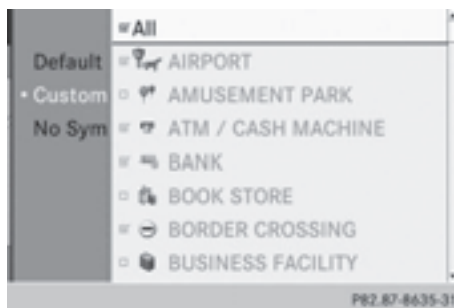 All
Default
AIRPORT
Custom
AMUSEMENT PARK
No Sym
ATM / CASH MACHINE
BANK
BOOK STORE
BORDER CROSSING
BUSINESS FACILITY
P82.87-8635-31